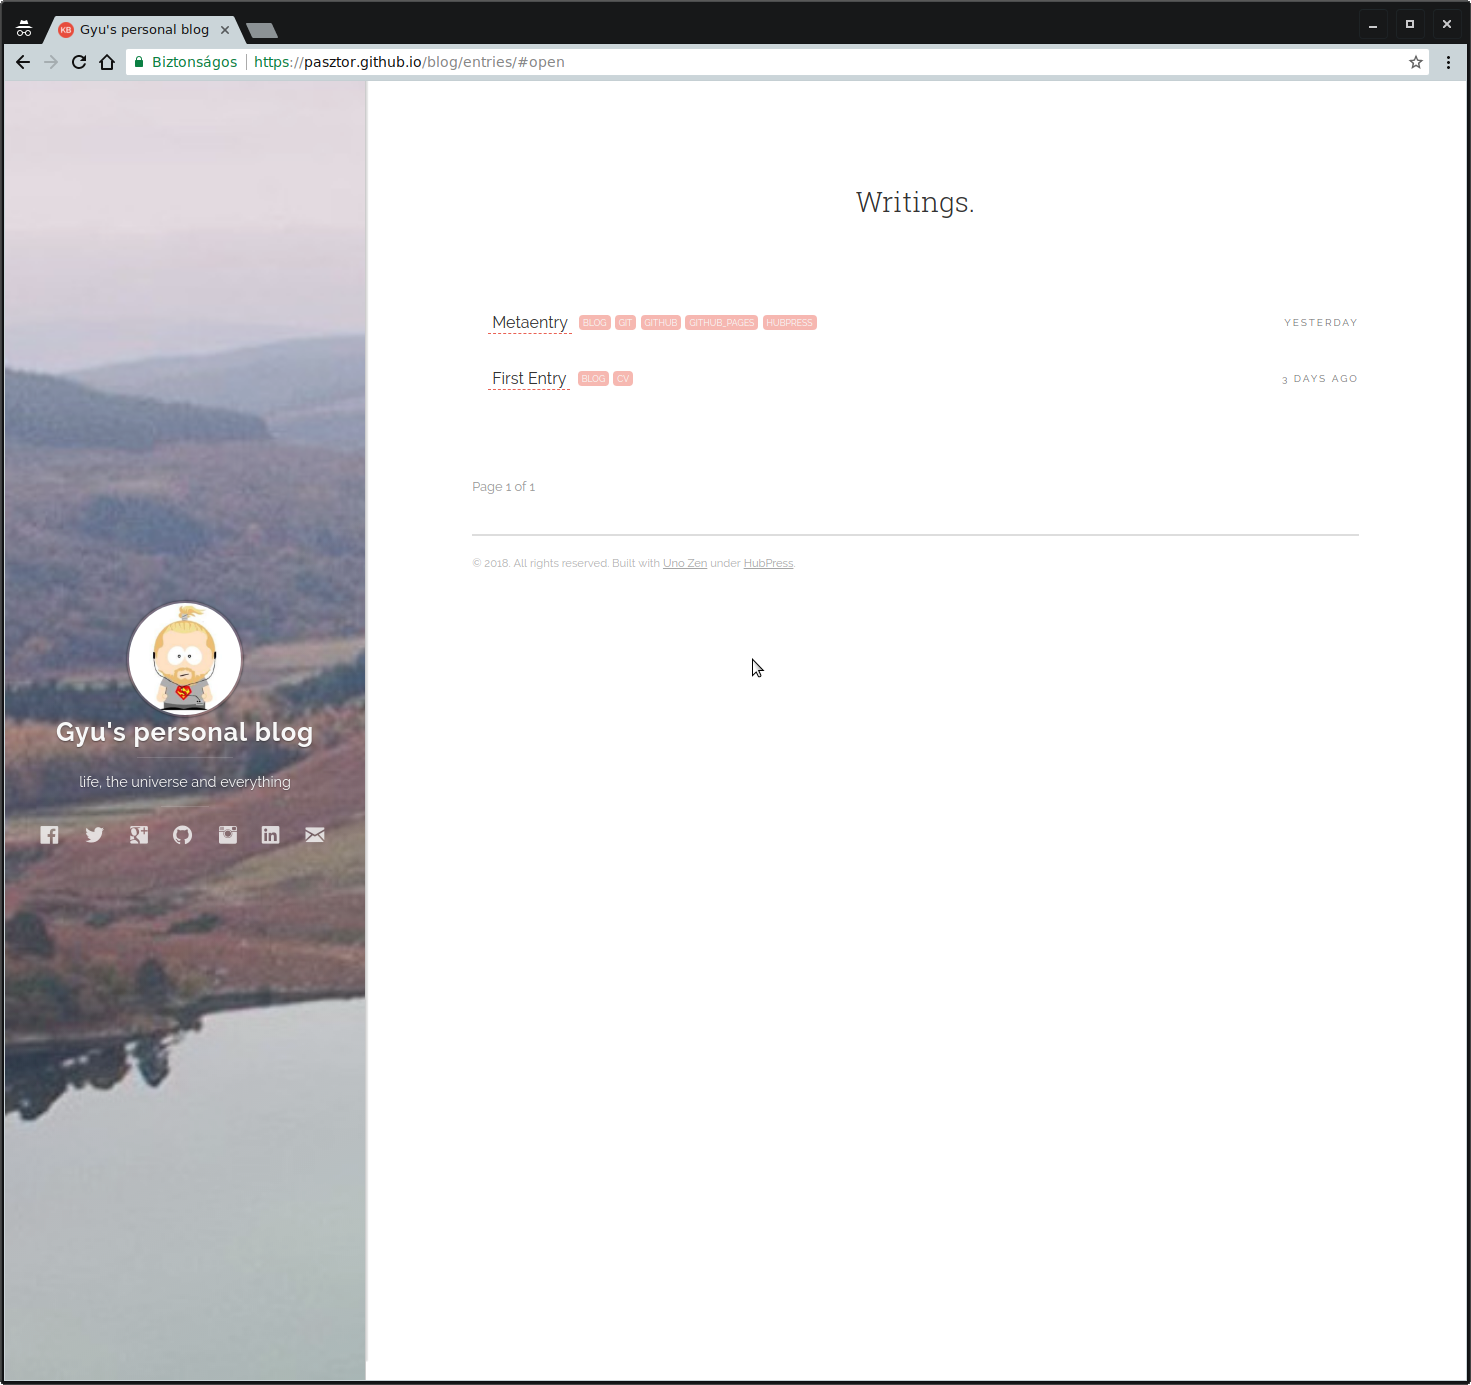 KB Gyu's personal blog
Biztonságos https://pasztor.github.io/blog/entries/#open
Gyu's personal blog
life, the universe and everything
Writings.
Metaentry BLOG GIT GITHUB GITHUB_PAGES HUBPRESS YESTERDAY
First Entry BLOG CV 3 DAYS AGO
Page 1 of 1
© 2018. All rights reserved. Built with Uno Zen under HubPress.